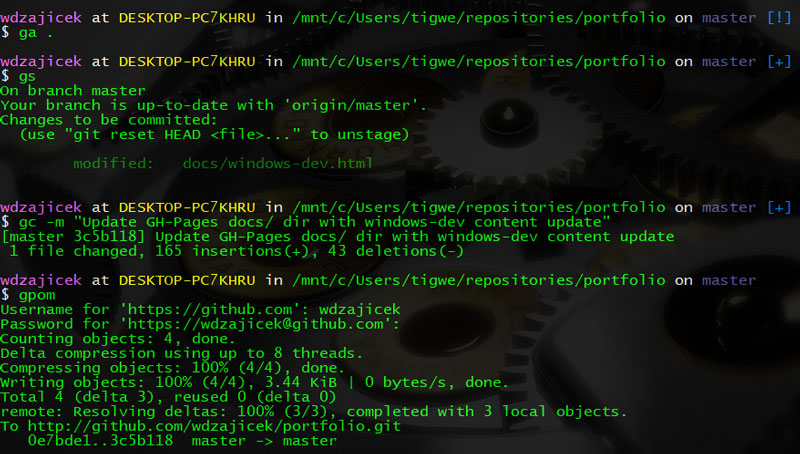 wdzajicek at DESKTOP-PC7KHRU in /mnt/c/Users/tigwe/repositories/portfolio on master [!]
$ ga .
wdzajicek at DESKTOP-PC7KHRU in /mnt/c/Users/tigwe/repositories/portfolio on master [+]
$ gs
On branch master
Your branch is up-to-date with 'origin/master'.
Changes to be committed:
  (use "git reset HEAD <file>..." to unstage)
        modified:   docs/windows-dev.html
wdzajicek at DESKTOP-PC7KHRU in /mnt/c/Users/tigwe/repositories/portfolio on master [+]
$ gc -m "Update GH-Pages docs/ dir with windows-dev content update"
[master 3c5b118] Update GH-Pages docs/ dir with windows-dev content update
 1 file changed, 165 insertions(+), 43 deletions(-)
wdzajicek at DESKTOP-PC7KHRU in /mnt/c/Users/tigwe/repositories/portfolio on master
$ gpom
Username for 'https://github.com': wdzajicek
Password for 'https://wdzajicek@github.com':
Counting objects: 4, done.
Delta compression using up to 8 threads.
Compressing objects: 100% (4/4), done.
Writing objects: 100% (4/4), 3.44 KiB | 0 bytes/s, done.
Total 4 (delta 3), reused 0 (delta 0)
remote: Resolving deltas: 100% (3/3), completed with 3 local objects.
To http://github.com/wdzajicek/portfolio.git
   0e7bde1..3c5b118  master -> master